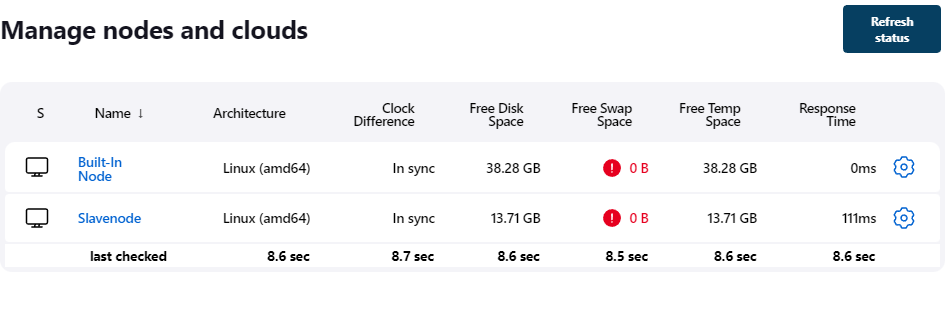 Manage nodes and clouds
Refresh
status
S Name ↓ Architecture Clock Difference Free Disk Space Free Swap Space Free Temp Space Response Time
Built-In Node Linux (amd64) In sync 38.28 GB ! 0 B 38.28 GB 0ms
Slavenode Linux (amd64) In sync 13.71 GB ! 0 B 13.71 GB 111ms
last checked 8.6 sec 8.7 sec 8.6 sec 8.5 sec 8.6 sec 8.6 sec